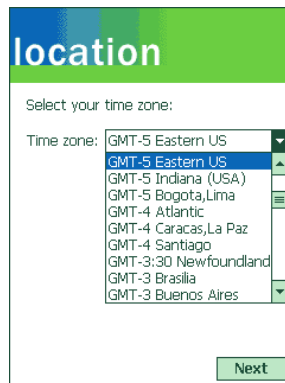 location
Select your time zone:
Time zone: GMT-5 Eastern US
GMT-5 Eastern US
GMT-5 Indiana (USA)
GMT-5 Bogota,Lima
GMT-4 Atlantic
GMT-4 Caracas,La Paz
GMT-4 Santiago
GMT-3:30 Newfoundland
GMT-3 Brasilia
GMT-3 Buenos Aires
Next